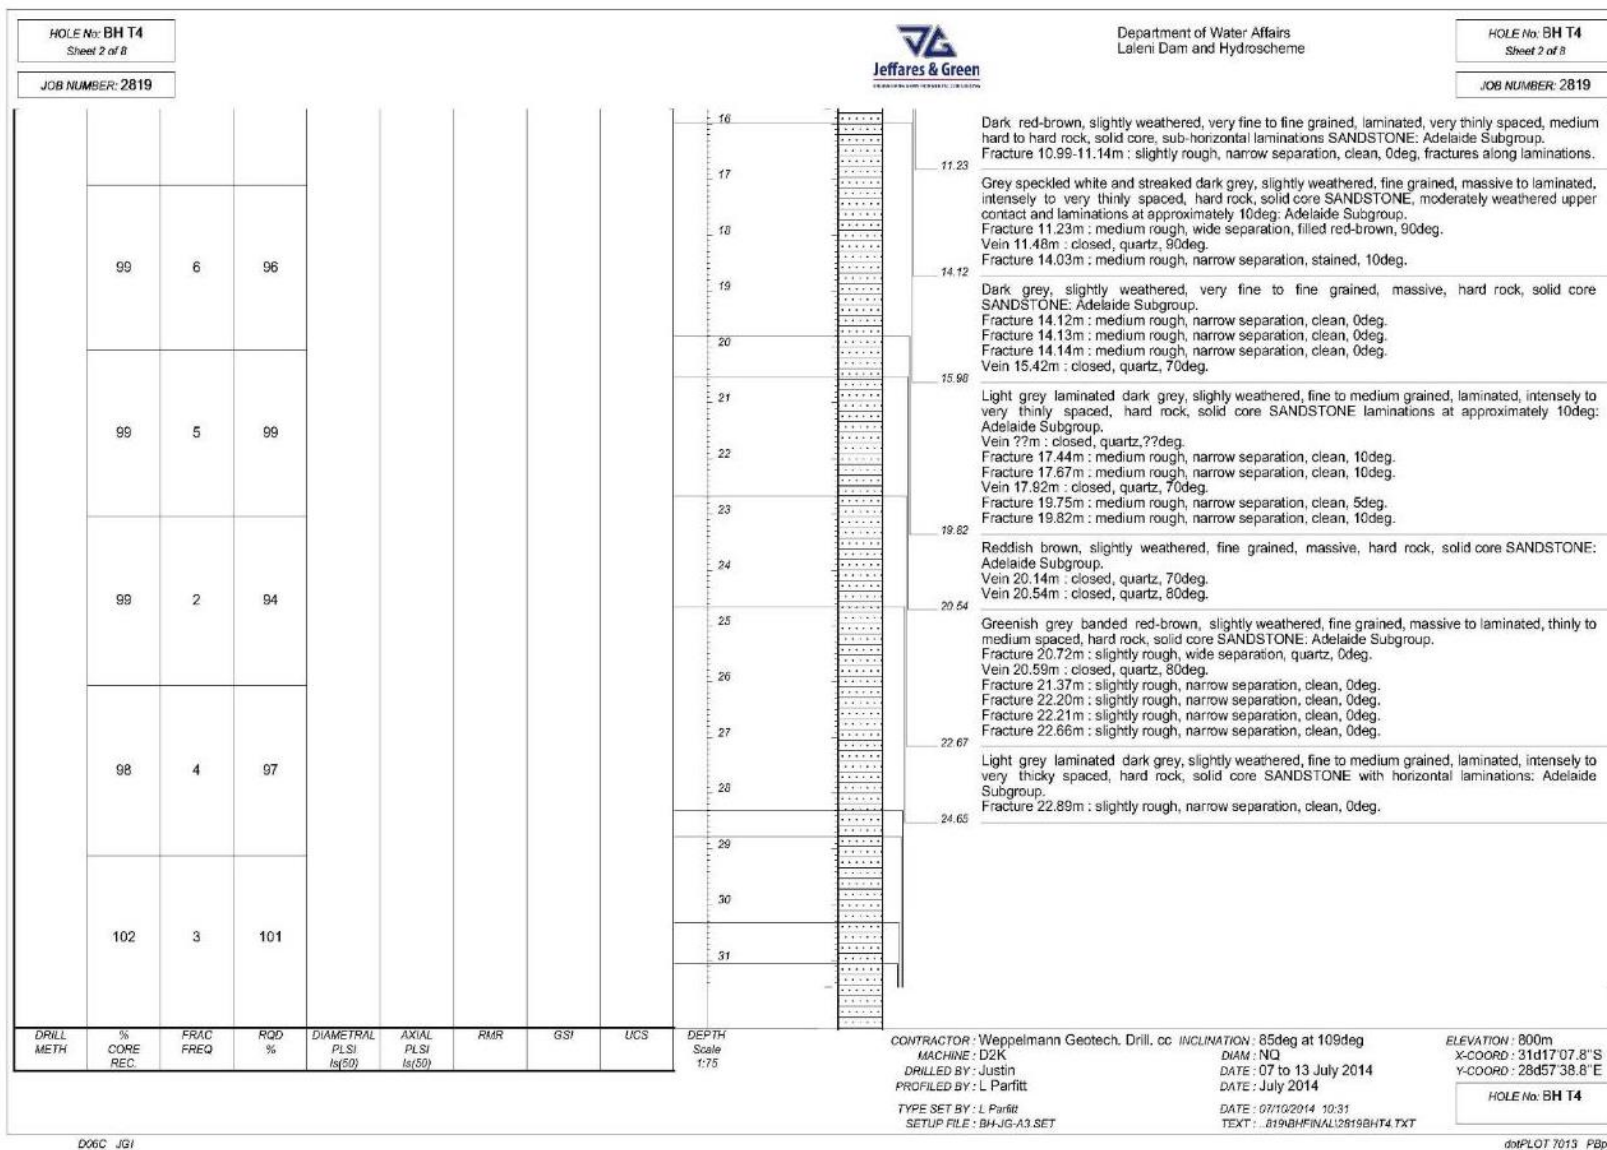 HOLE No: BH T4
Sheet 2 of 8
JOB NUMBER: 2819
JG
Jeffares & Green
Department of Water Affairs
Laleni Dam and Hydroscheme
HOLE No: BH T4
Sheet 2 of 8
JOB NUMBER: 2819
99 6 96
99 5 99
99 2 94
98 4 97
102 3 101
16
17
18
19
20
21
22
23
24
25
26
27
28
29
30
31
Dark red-brown, slightly weathered, very fine to fine grained, laminated, very thinly spaced, medium
hard to hard rock, solid core, sub-horizontal laminations SANDSTONE: Adelaide Subgroup.
Fracture 10.99-11.14m : slightly rough, narrow separation, clean, 0deg, fractures along laminations.
11.23
Grey speckled white and streaked dark grey, slightly weathered, fine grained, massive to laminated,
intensely to very thinly spaced, hard rock, solid core SANDSTONE, moderately weathered upper
contact and laminations at approximately 10deg: Adelaide Subgroup.
Fracture 11.23m : medium rough, wide separation, filled red-brown, 90deg.
Vein 11.48m : closed, quartz, 90deg.
Fracture 14.03m : medium rough, narrow separation, stained, 10deg.
14.12
Dark grey, slightly weathered, very fine to fine grained, massive, hard rock, solid core
SANDSTONE: Adelaide Subgroup.
Fracture 14.12m : medium rough, narrow separation, clean, 0deg.
Fracture 14.13m : medium rough, narrow separation, clean, 0deg.
Fracture 14.14m : medium rough, narrow separation, clean, 0deg.
Vein 15.42m : closed, quartz, 70deg.
15.98
Light grey laminated dark grey, slighly weathered, fine to medium grained, laminated, intensely to
very thinly spaced, hard rock, solid core SANDSTONE laminations at approximately 10deg:
Adelaide Subgroup.
Vein ??m : closed, quartz,??deg.
Fracture 17.44m : medium rough, narrow separation, clean, 10deg.
Fracture 17.67m : medium rough, narrow separation, clean, 10deg.
Vein 17.92m : closed, quartz, 70deg.
Fracture 19.75m : medium rough, narrow separation, clean, 5deg.
Fracture 19.82m : medium rough, narrow separation, clean, 10deg.
19.82
Reddish brown, slightly weathered, fine grained, massive, hard rock, solid core SANDSTONE:
Adelaide Subgroup.
Vein 20.14m : closed, quartz, 70deg.
Vein 20.54m : closed, quartz, 80deg.
20.54
Greenish grey banded red-brown, slightly weathered, fine grained, massive to laminated, thinly to
medium spaced, hard rock, solid core SANDSTONE: Adelaide Subgroup.
Fracture 20.72m : slightly rough, wide separation, quartz, 0deg.
Vein 20.59m : closed, quartz, 80deg.
Fracture 21.37m : slightly rough, narrow separation, clean, 0deg.
Fracture 22.20m : slightly rough, narrow separation, clean, 0deg.
Fracture 22.21m : slightly rough, narrow separation, clean, 0deg.
Fracture 22.66m : slightly rough, narrow separation, clean, 0deg.
22.67
Light grey laminated dark grey, slightly weathered, fine to medium grained, laminated, intensely to
very thicky spaced, hard rock, solid core SANDSTONE with horizontal laminations: Adelaide
Subgroup.
Fracture 22.89m : slightly rough, narrow separation, clean, 0deg.
24.65
DRILL METH
% CORE REC.
FRAC FREQ
RQD %
DIAMETRAL PLSI Is(50)
AXIAL PLSI Is(50)
RMR
GSI
UCS
DEPTH Scale 1:75
CONTRACTOR : Weppelmann Geotech. Drill. cc INCLINATION : 85deg at 109deg ELEVATION : 800m
MACHINE : D2K DIAM : NQ X-COORD : 31d17'07.8"S
DRILLED BY : Justin DATE : 07 to 13 July 2014 Y-COORD : 28d57'38.8"E
PROFILED BY : L Parfitt DATE : July 2014
HOLE No: BH T4
TYPE SET BY : L Parfitt DATE : 07/10/2014 10:31
SETUP FILE : BH-JG-A3.SET TEXT : ..819\BHFINAL\2819BHT4.TXT
D06C JGI dotPLOT 7013 PBp